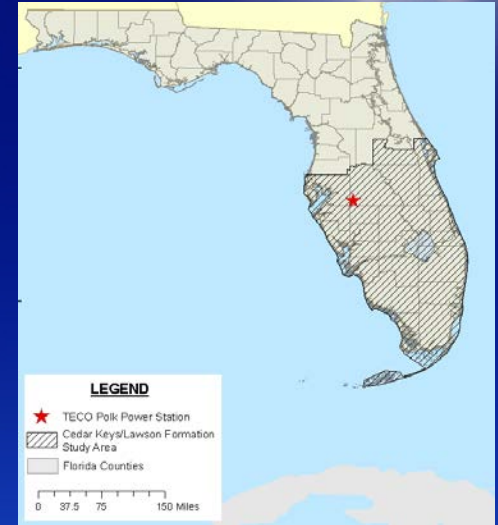 LEGEND
TECO Polk Power Station
Cedar Keys/Lawson Formation
Study Area
Florida Counties
0 37.5 75 150 Miles